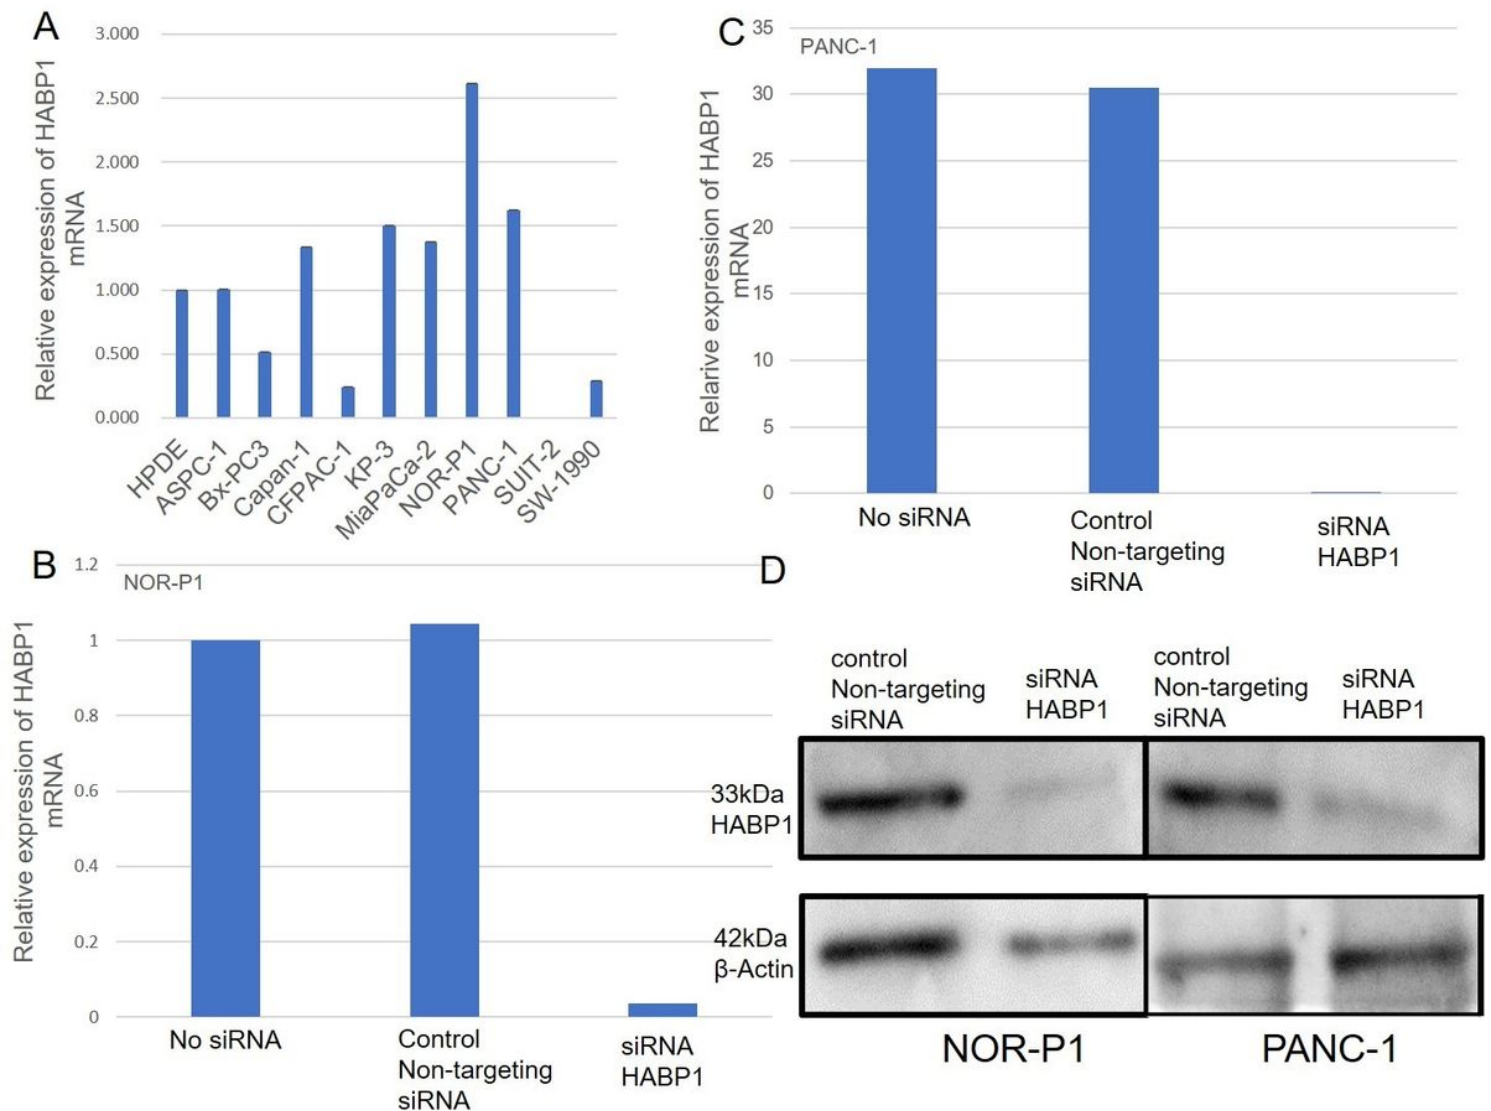 A
Relative expression of HABP1
mRNA
3.000
2.500
2.000
1.500
1.000
0.500
0.000
HPDE
ASPC-1
Bx-PC3
Capan-1
CFPAC-1
KP-3
MiaPaCa-2
NOR-P1
PANC-1
SUIT-2
SW-1990
B
NOR-P1
Relative expression of HABP1
mRNA
1.2
1
0.8
0.6
0.4
0.2
0
No siRNA
Control
Non-targeting
siRNA
siRNA
HABP1
C
PANC-1
Relarive expression of HABP1
mRNA
35
30
25
20
15
10
5
0
No siRNA
Control
Non-targeting
siRNA
siRNA
HABP1
D
control
Non-targeting
siRNA
siRNA
HABP1
control
Non-targeting
siRNA
siRNA
HABP1
33kDa
HABP1
42kDa
β-Actin
NOR-P1
PANC-1